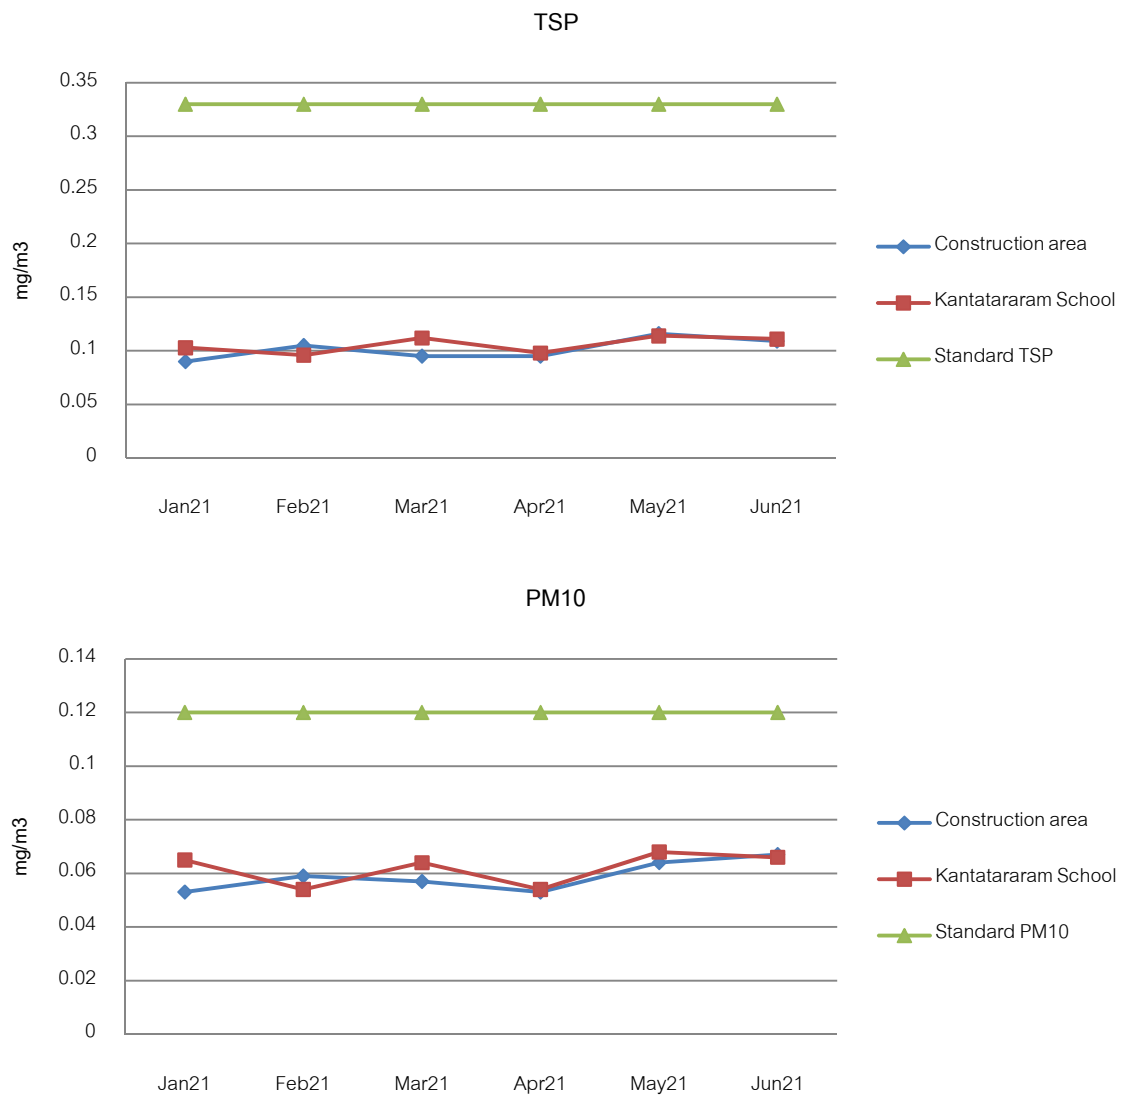 TSP
0.35
0.3
0.25
0.2
0.15
0.1
0.05
0
mg/m3
Jan21 Feb21 Mar21 Apr21 May21 Jun21
Construction area
Kantatararam School
Standard TSP
PM10
0.14
0.12
0.1
0.08
0.06
0.04
0.02
0
mg/m3
Jan21 Feb21 Mar21 Apr21 May21 Jun21
Construction area
Kantatararam School
Standard PM10